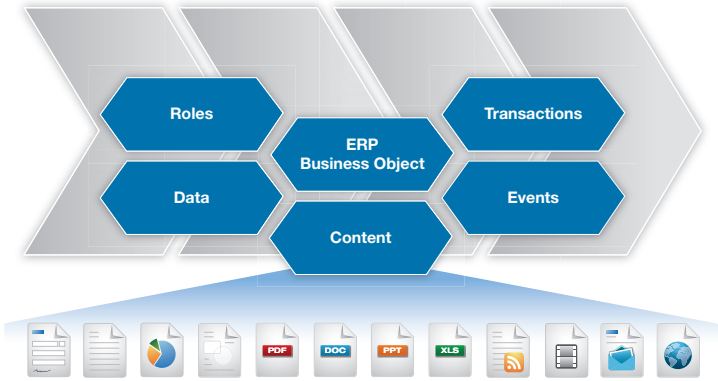 Roles
Transactions
ERP
Business Object
Data
Events
Content
PDF
DOC
PPT
XLS